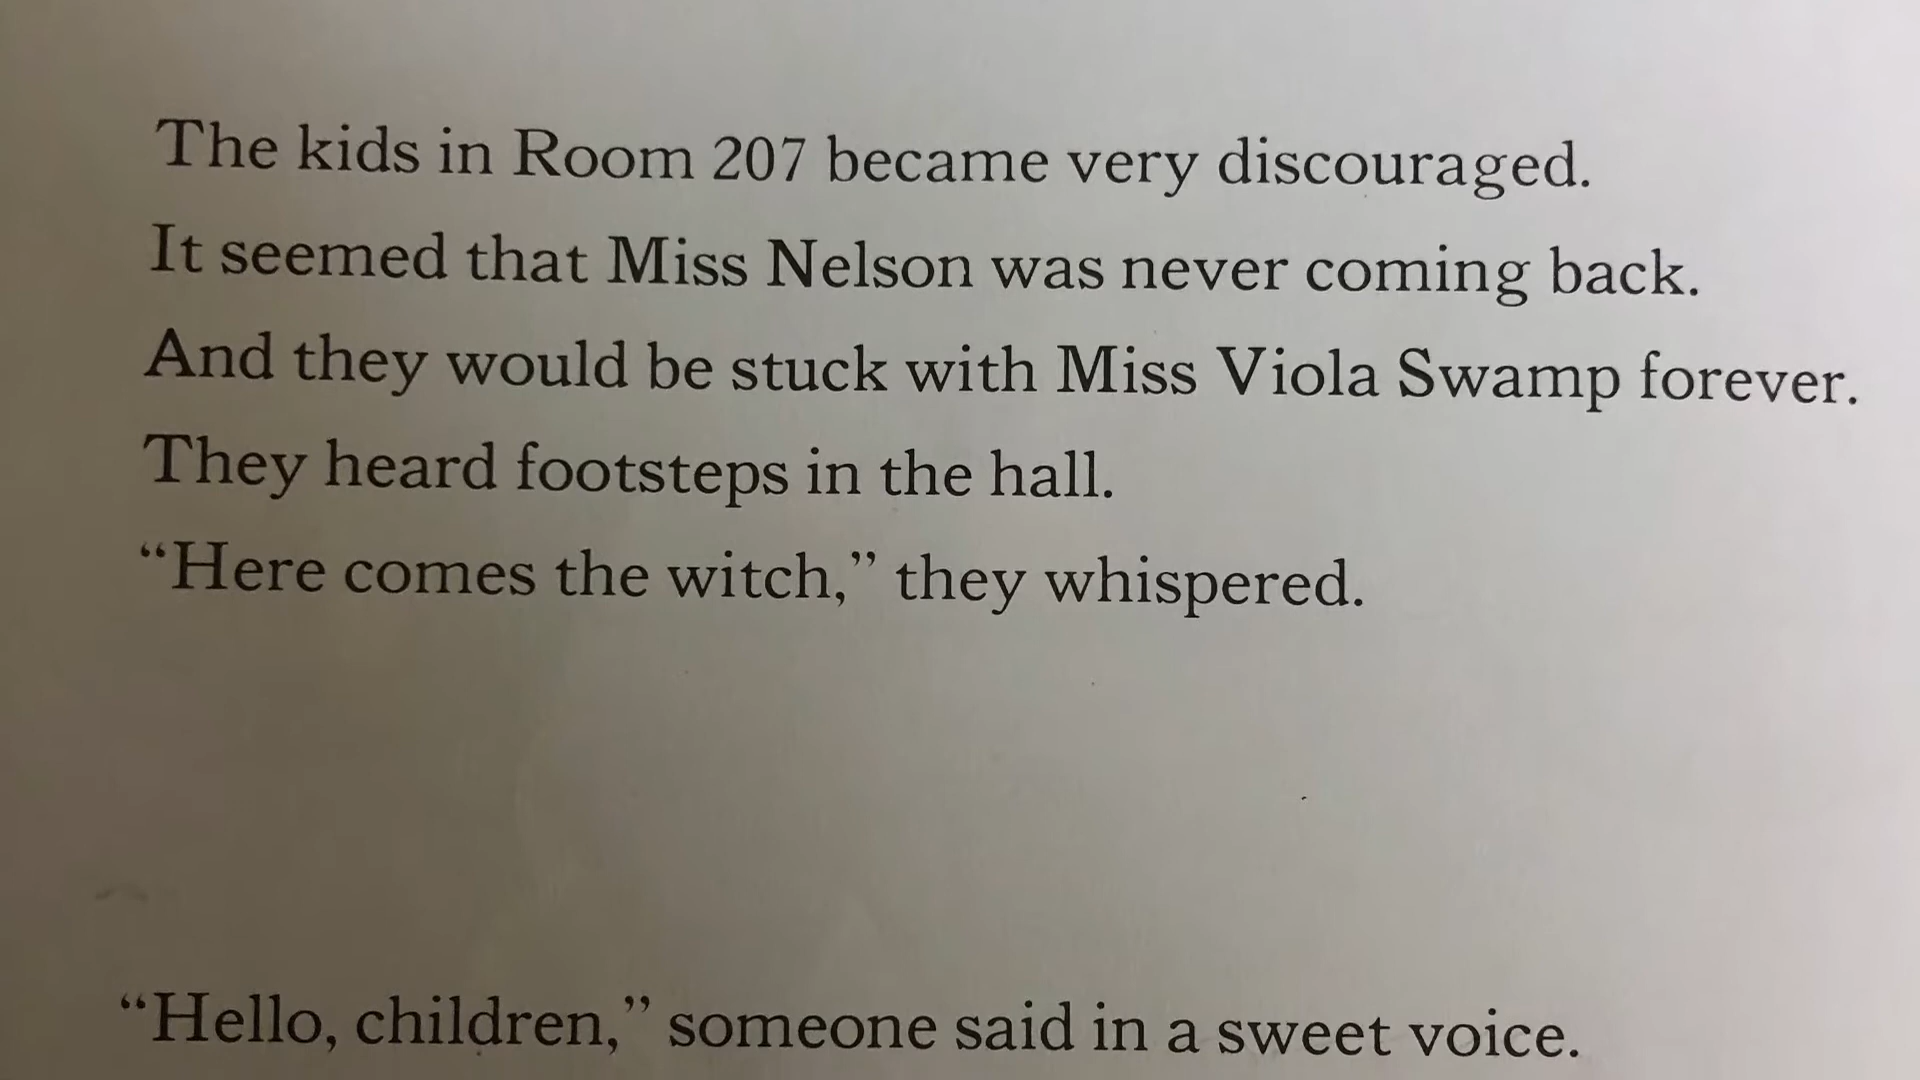 The kids in Room 207 became very discouraged.
It seemed that Miss Nelson was never coming back.
And they would be stuck with Miss Viola Swamp forever.
They heard footsteps in the hall.
“Here comes the witch,” they whispered.
“Hello, children,” someone said in a sweet voice.